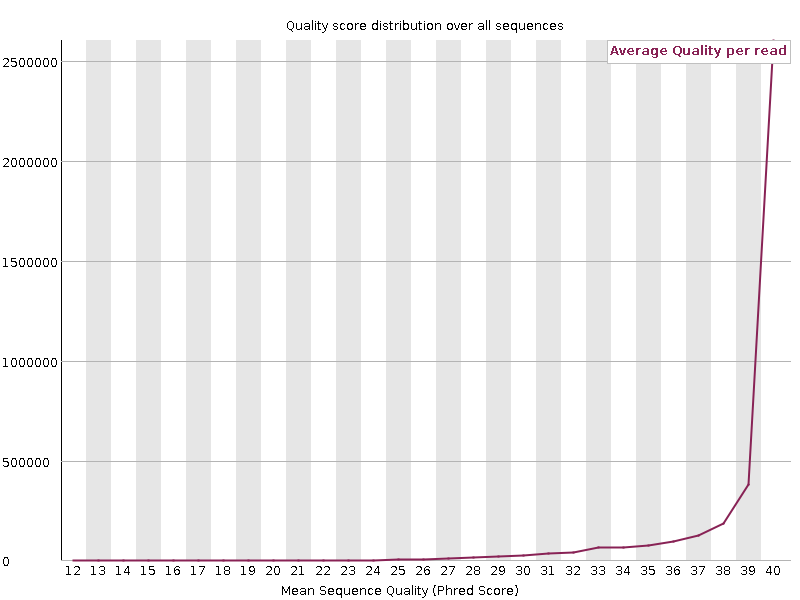 Quality score distribution over all sequences
Average Quality per read
2500000
2000000
1500000
1000000
500000
0
12 13 14 15 16 17 18 19 20 21 22 23 24 25 26 27 28 29 30 31 32 33 34 35 36 37 38 39 40
Mean Sequence Quality (Phred Score)